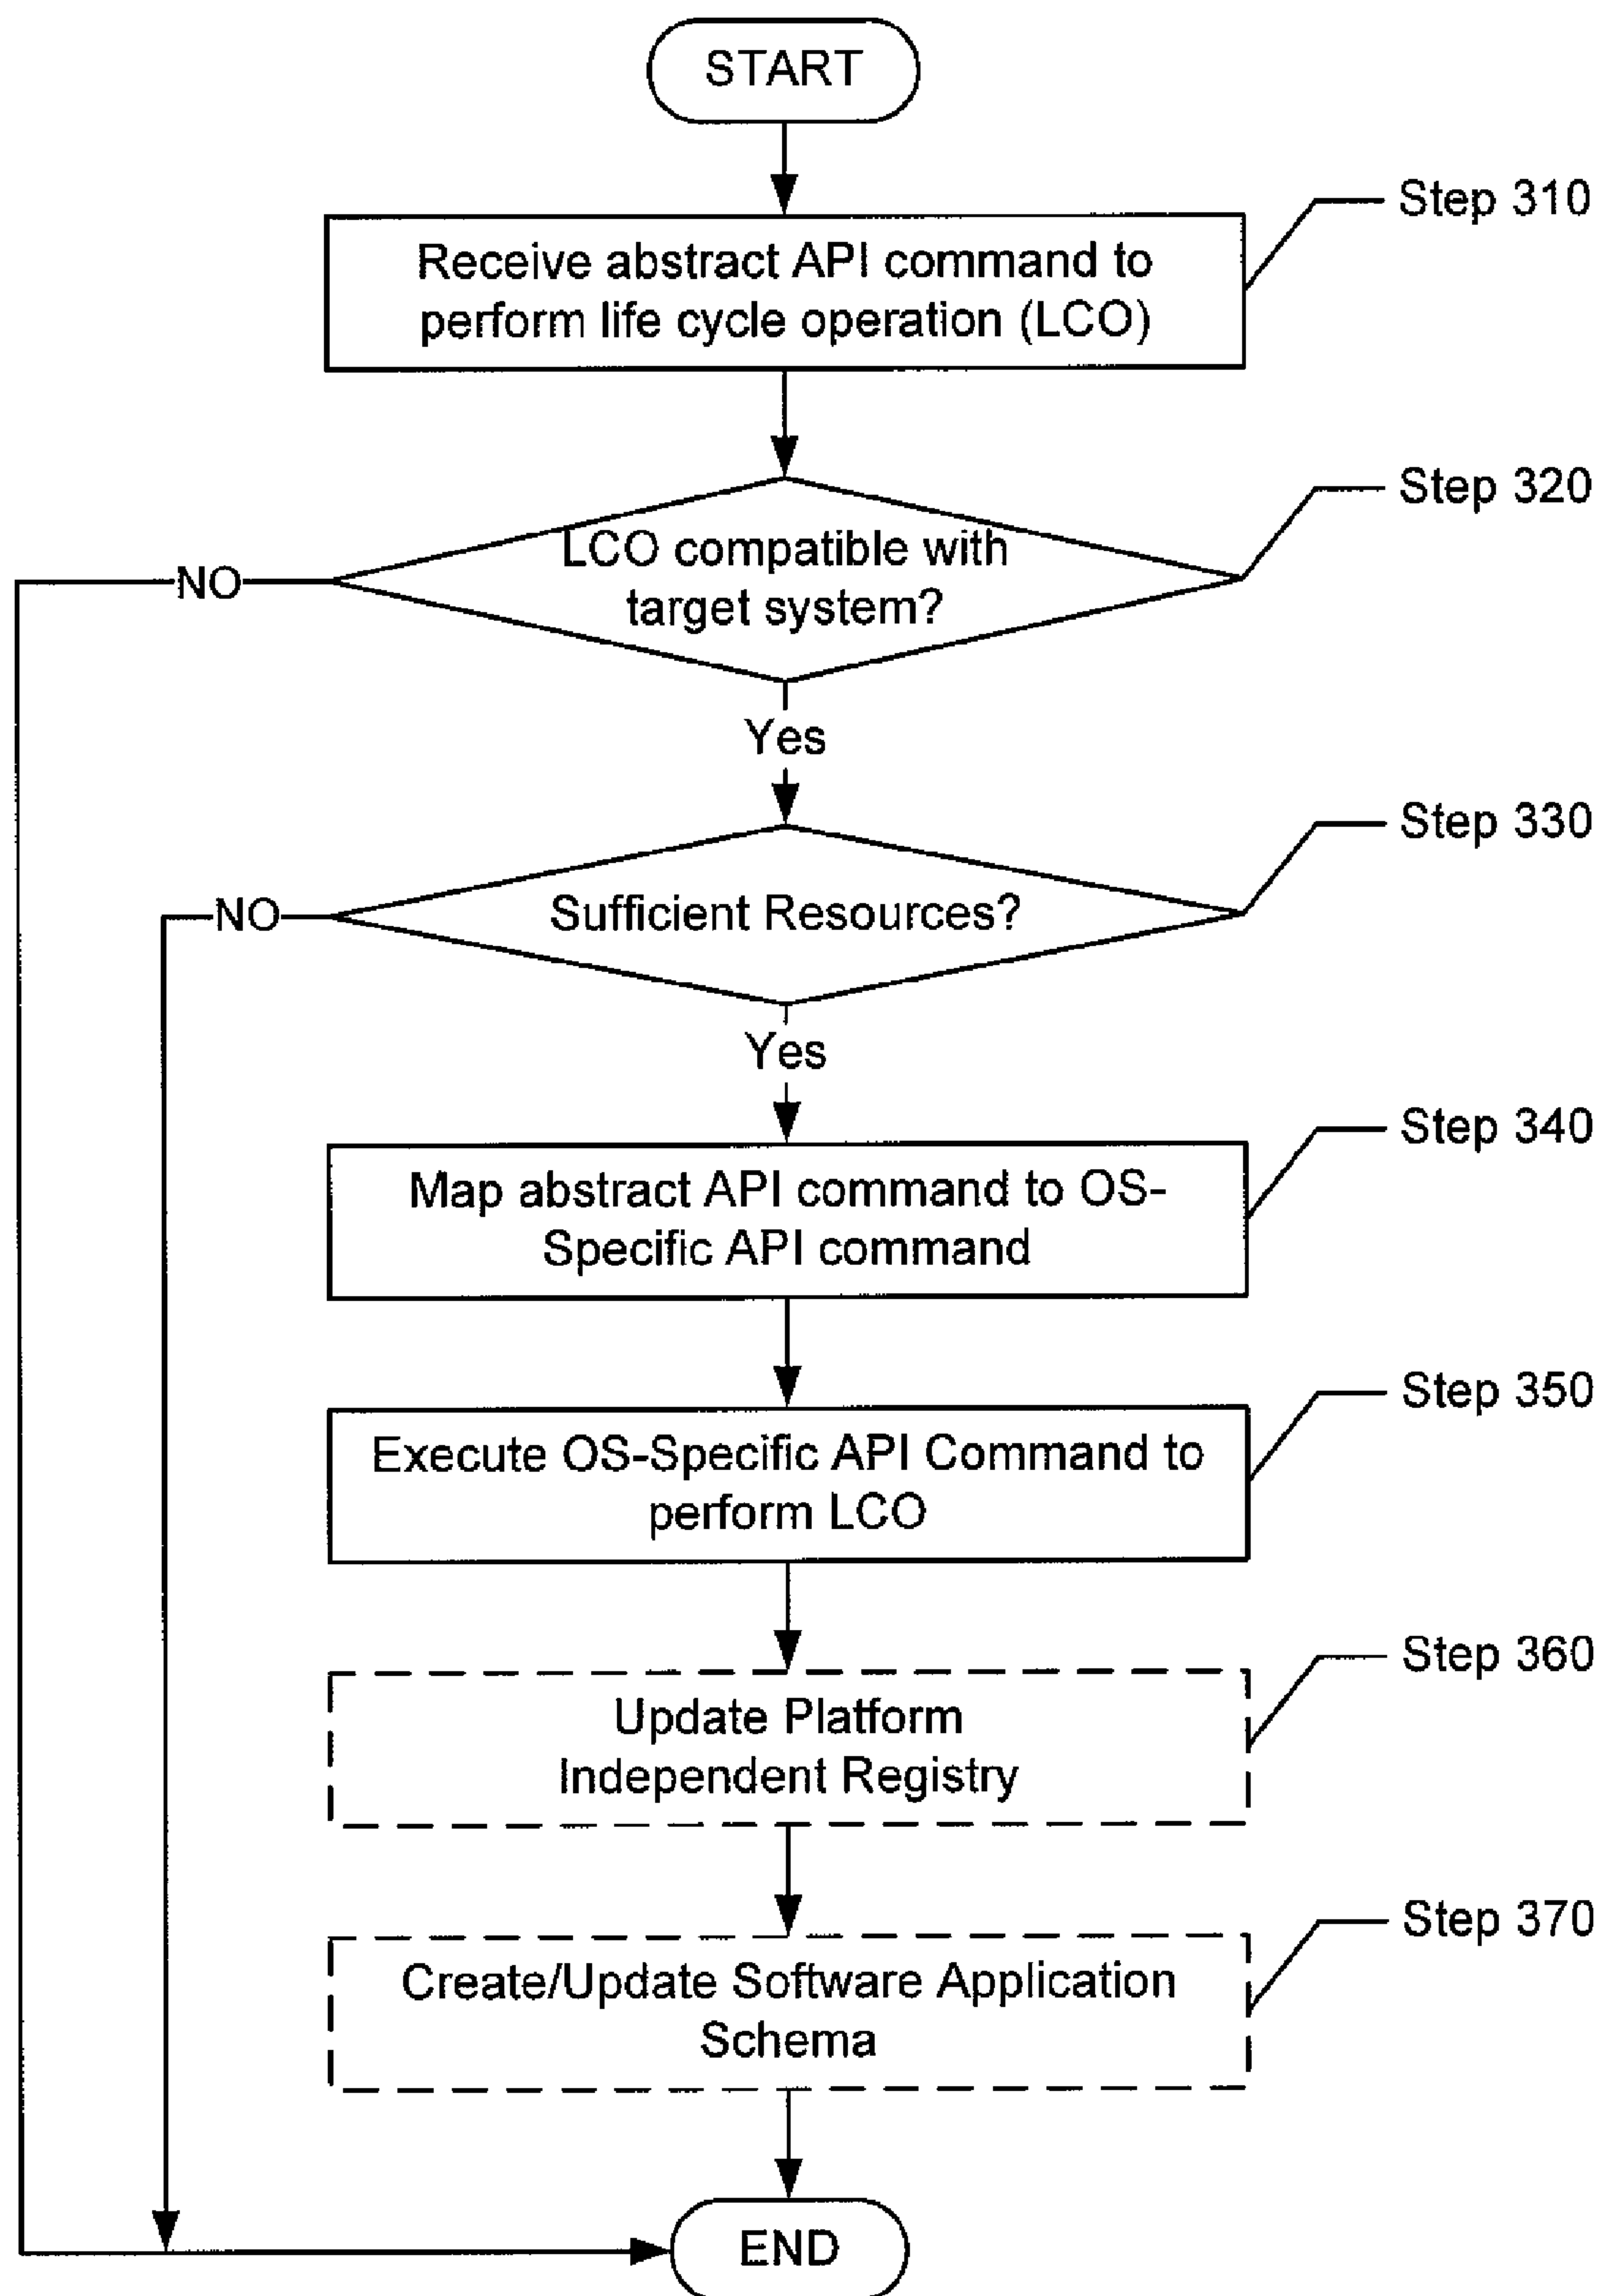 START
Step 310
Receive abstract API command to
perform life cycle operation (LCO)
Step 320
LCO compatible with
target system?
NO
Yes
Step 330
Sufficient Resources?
NO
Yes
Step 340
Map abstract API command to OS-
Specific API command
Step 350
Execute OS-Specific API Command to
perform LCO
Step 360
Update Platform
Independent Registry
Step 370
Create/Update Software Application
Schema
END